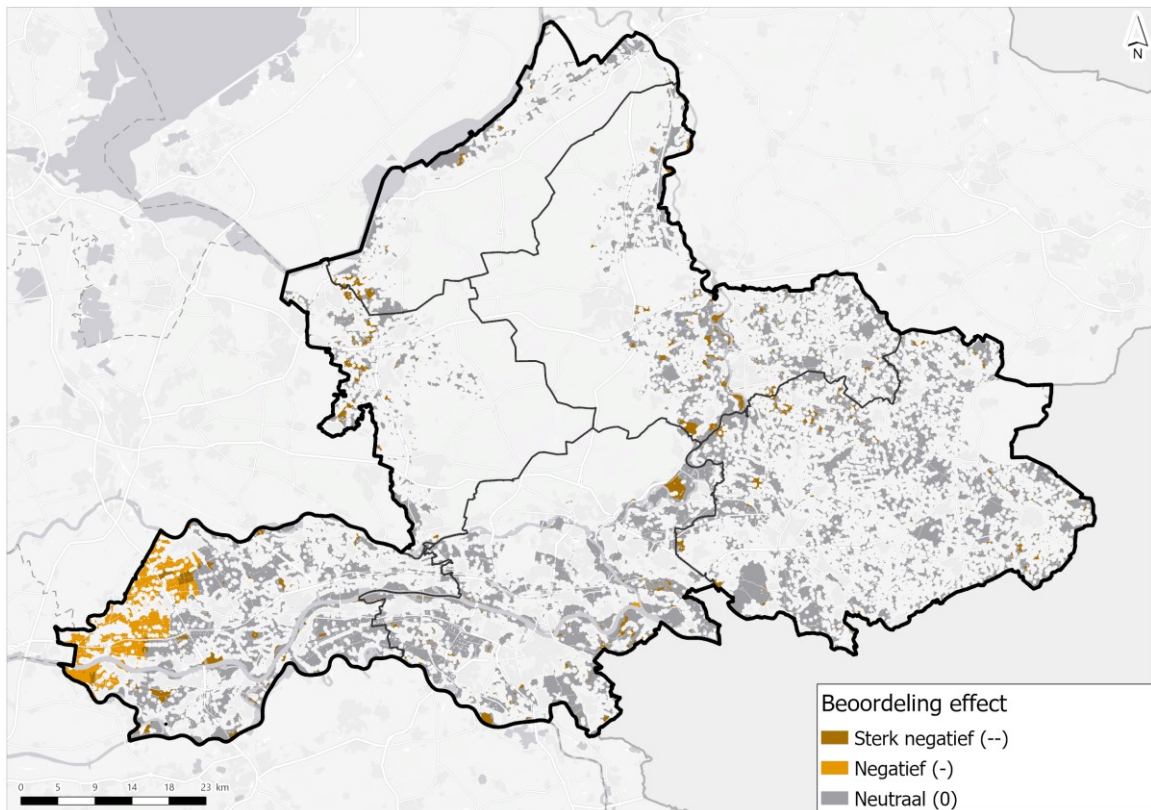 N
Beoordeling effect
Sterk negatief (--)
Negatief (-)
Neutraal (0)
0 5 9 14 18 23 km